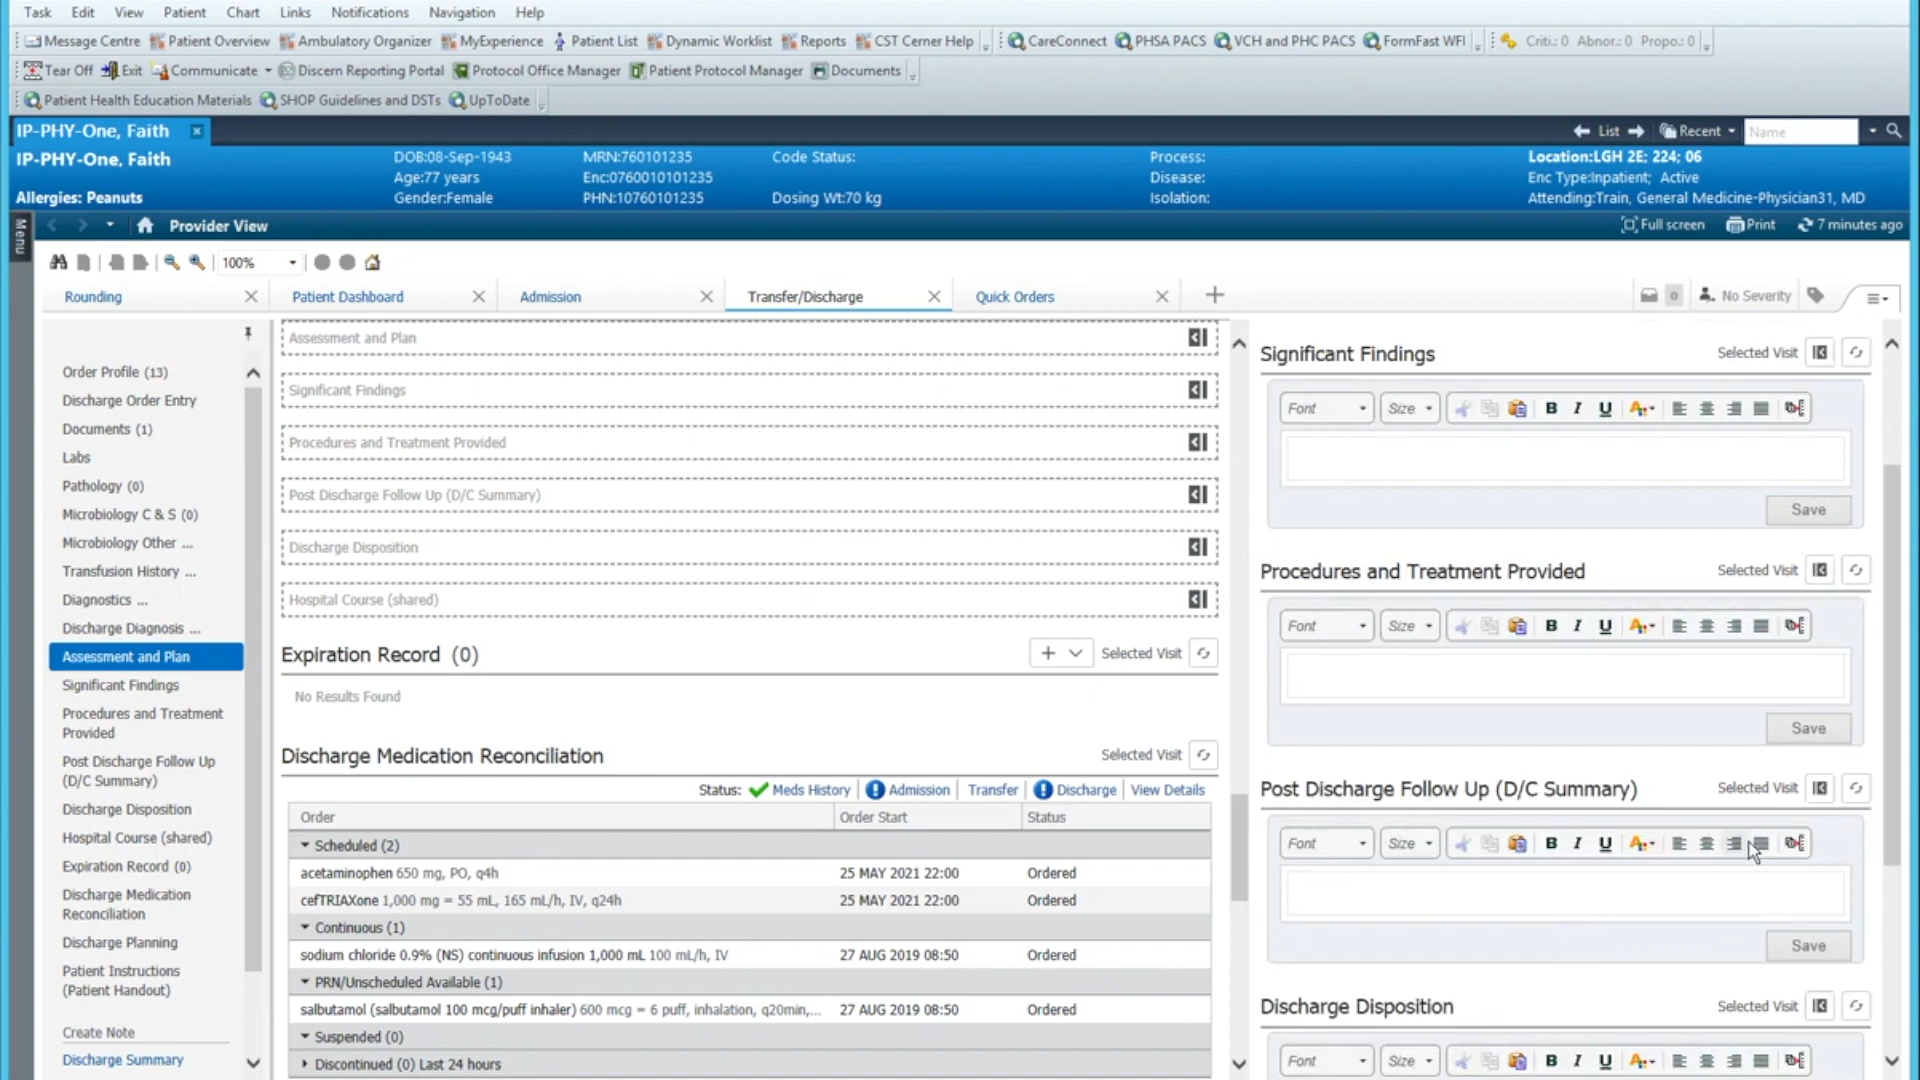 Task Edit View Patient Chart Links Notifications Navigation Help
Message Centre Patient Overview Ambulatory Organizer MyExperience Patient List Dynamic Worklist Reports CST Cerner Help CareConnect PHSA PACS VCH and PHC PACS FormFast WFI Criti.: 0 Abnor.: 0 Propo.: 0
Tear Off Exit Communicate Discern Reporting Portal Protocol Office Manager Patient Protocol Manager Documents
Patient Health Education Materials SHOP Guidelines and DSTs UpToDate
IP-PHY-One, Faith List Recent Name
IP-PHY-One, Faith DOB:08-Sep-1943 MRN:760101235 Code Status: Process: Location:LGH 2E; 224; 06
Age:77 years Enc:0760010101235 Disease: Enc Type:Inpatient; Active
Allergies: Peanuts Gender:Female PHN:10760101235 Dosing Wt:70 kg Isolation: Attending:Train, General Medicine-Physician31, MD
Menu
Provider View Full screen Print 7 minutes ago
100%
Rounding Patient Dashboard Admission Transfer/Discharge Quick Orders 0 No Severity
Order Profile (13)
Discharge Order Entry
Documents (1)
Labs
Pathology (0)
Microbiology C & S (0)
Microbiology Other ...
Transfusion History ...
Diagnostics ...
Discharge Diagnosis ...
Assessment and Plan
Significant Findings
Procedures and Treatment
Provided
Post Discharge Follow Up
(D/C Summary)
Discharge Disposition
Hospital Course (shared)
Expiration Record (0)
Discharge Medication
Reconciliation
Discharge Planning
Patient Instructions
(Patient Handout)
Create Note
Discharge Summary
Assessment and Plan
Significant Findings
Procedures and Treatment Provided
Post Discharge Follow Up (D/C Summary)
Discharge Disposition
Hospital Course (shared)
Expiration Record (0) Selected Visit
No Results Found
Discharge Medication Reconciliation Selected Visit
Status: Meds History Admission Transfer Discharge View Details
Order Order Start Status
Scheduled (2)
acetaminophen 650 mg, PO, q4h 25 MAY 2021 22:00 Ordered
cefTRIAXone 1,000 mg = 55 mL, 165 mL/h, IV, q24h 25 MAY 2021 22:00 Ordered
Continuous (1)
sodium chloride 0.9% (NS) continuous infusion 1,000 mL 100 mL/h, IV 27 AUG 2019 08:50 Ordered
PRN/Unscheduled Available (1)
salbutamol (salbutamol 100 mcg/puff inhaler) 600 mcg = 6 puff, inhalation, q20min,... 27 AUG 2019 08:50 Ordered
Suspended (0)
Discontinued (0) Last 24 hours
Significant Findings Selected Visit
Font Size B I U A
Save
Procedures and Treatment Provided Selected Visit
Font Size B I U A
Save
Post Discharge Follow Up (D/C Summary) Selected Visit
Font Size B I U A
Save
Discharge Disposition Selected Visit
Font Size B I U A